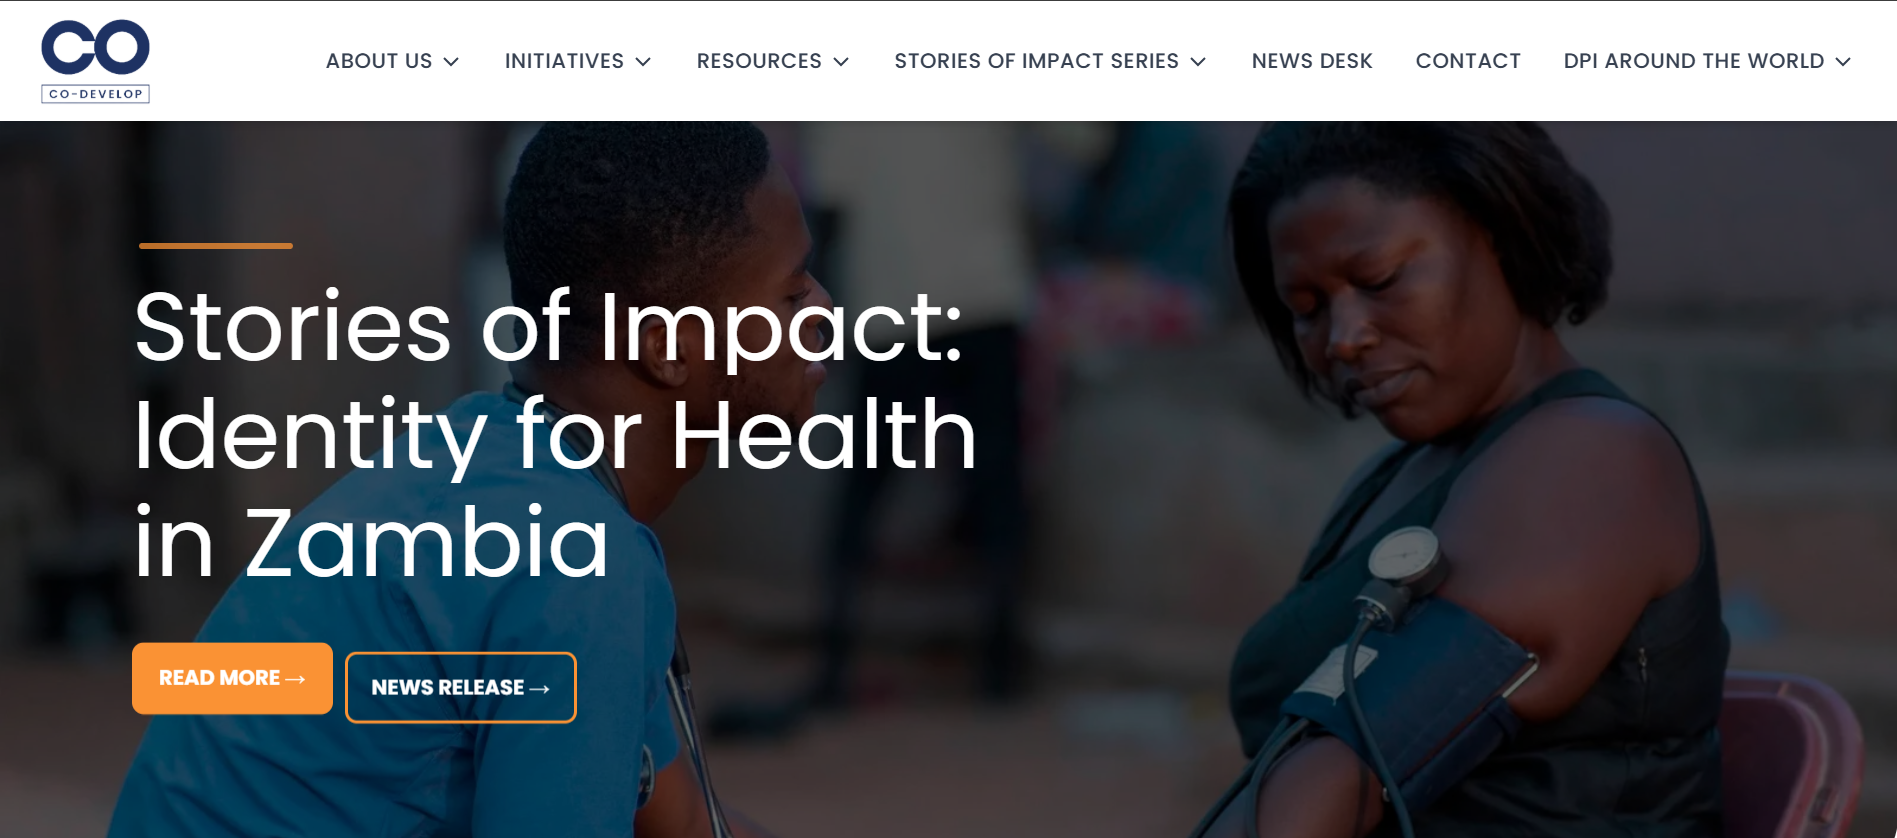 CO
CO-DEVELOP
ABOUT US
INITIATIVES
RESOURCES
STORIES OF IMPACT SERIES
NEWS DESK
CONTACT
DPI AROUND THE WORLD
Stories of Impact:
Identity for Health
in Zambia
READ MORE →
NEWS RELEASE →